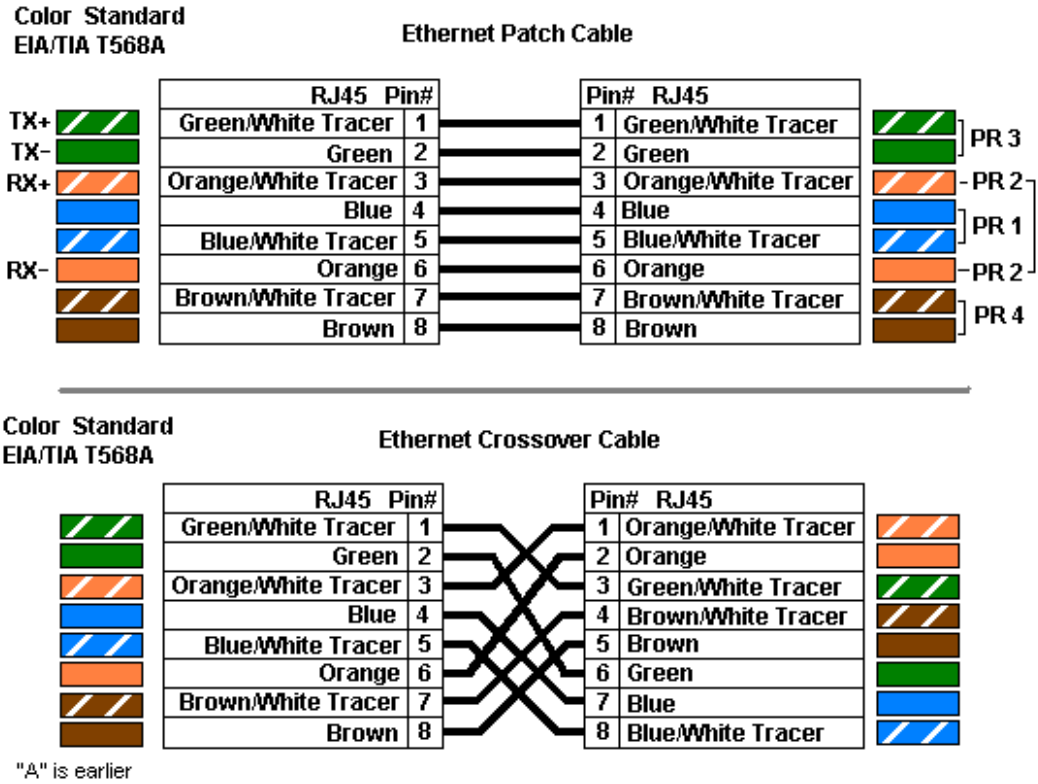 Color Standard
EIA/TIA T568A
Ethernet Patch Cable
RJ45 Pin#
Pin# RJ45
TX+ Green/White Tracer 1
1 Green/White Tracer
TX- Green 2
2 Green
PR 3
RX+ Orange/White Tracer 3
3 Orange/White Tracer
PR 2
Blue 4
4 Blue
Blue/White Tracer 5
5 Blue/White Tracer
PR 1
RX- Orange 6
6 Orange
PR 2
Brown/White Tracer 7
7 Brown/White Tracer
Brown 8
8 Brown
PR 4
Color Standard
EIA/TIA T568A
Ethernet Crossover Cable
RJ45 Pin#
Pin# RJ45
Green/White Tracer 1
1 Orange/White Tracer
Green 2
2 Orange
Orange/White Tracer 3
3 Green/White Tracer
Blue 4
4 Brown/White Tracer
Blue/White Tracer 5
5 Brown
Orange 6
6 Green
Brown/White Tracer 7
7 Blue
Brown 8
8 Blue/White Tracer
"A" is earlier